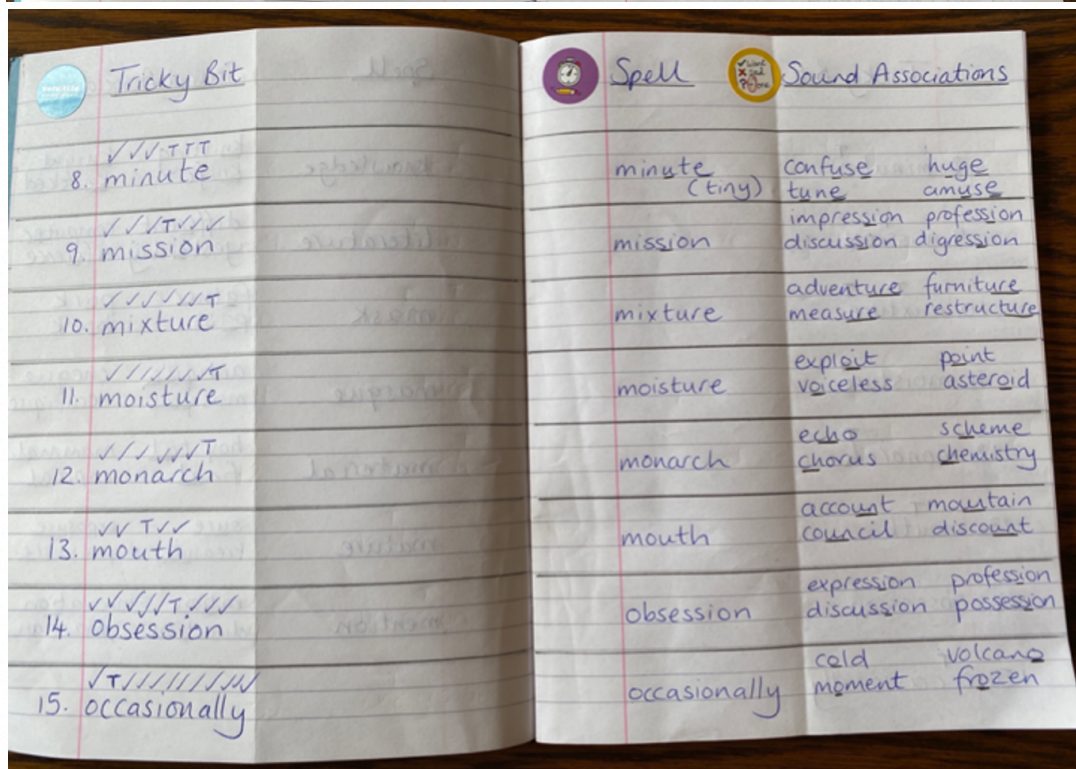 Tricky Bit
✓✓✓TTT
8. minute
✓✓✓T✓✓✓
9. mission
✓✓✓✓✓✓T
10. mixture
✓✓✓✓✓✓✓T
11. moisture
✓✓✓✓✓✓T
12. monarch
✓✓T✓✓
13. mouth
✓✓✓✓✓T✓✓✓
14. obsession
✓T✓✓✓✓✓✓✓✓✓
15. occasionally
Spell Sound Associations
minute confuse huge
(tiny) tune amuse
impression profession
mission discussion digression
adventure furniture
mixture measure restructure
exploit point
moisture voiceless asteroid
echo scheme
monarch chorus chemistry
account mountain
mouth council discount
expression profession
obsession discussion possession
cold volcano
occasionally moment frozen